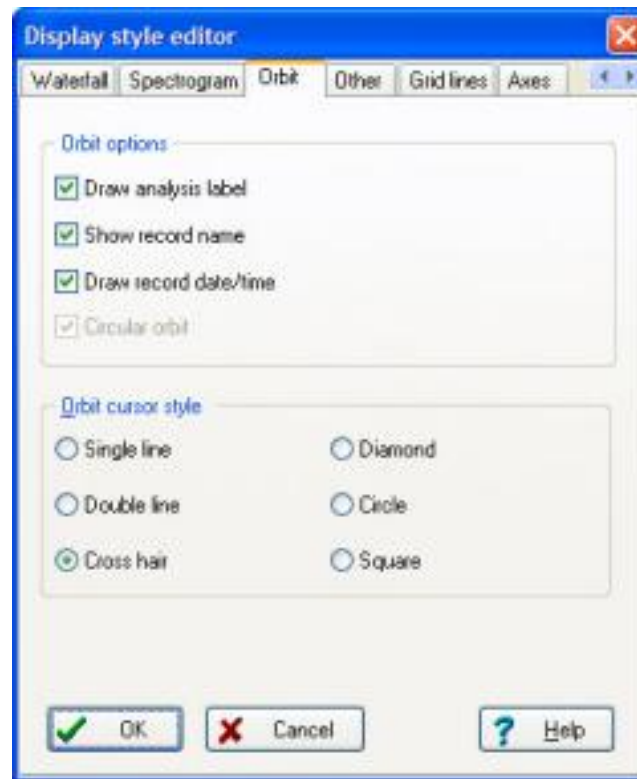 Display style editor
Waterfall Spectrogram Orbit Other Grid lines Axes
Orbit options
Draw analysis label
Show record name
Draw record date/time
Circular orbit
Orbit cursor style
Single line Diamond
Double line Circle
Cross hair Square
OK Cancel Help